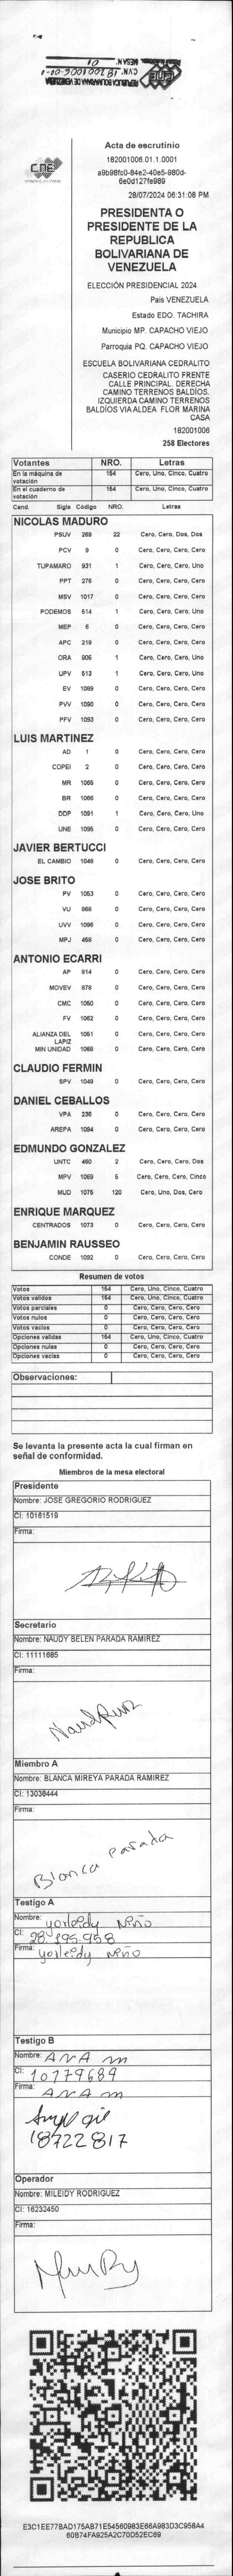 MESA N° 01
CVN: 182001006-01-1
REPUBLICA BOLIVARIANA DE VENEZUELA
CNE
CNE
Acta de escrutinio
182001006.01.1.0001
a9b98fc0-84e2-40e5-980d-
6e0d127fe989
28/07/2024 06:31:08 PM
PRESIDENTA O
PRESIDENTE DE LA
REPUBLICA
BOLIVARIANA DE
VENEZUELA
ELECCIÓN PRESIDENCIAL 2024
País VENEZUELA
Estado EDO. TACHIRA
Municipio MP. CAPACHO VIEJO
Parroquia PQ. CAPACHO VIEJO
ESCUELA BOLIVARIANA CEDRALITO
CASERIO CEDRALITO FRENTE
CALLE PRINCIPAL. DERECHA
CAMINO TERRENOS BALDÍOS.
IZQUIERDA CAMINO TERRENOS
BALDÍOS VIA ALDEA FLOR MARINA
CASA
182001006
258 Electores
Votantes NRO. Letras
En la máquina de votación 154 Cero, Uno, Cinco, Cuatro
En el cuaderno de votación 154 Cero, Uno, Cinco, Cuatro
Cand. Sigla Código NRO. Letras
NICOLAS MADURO
PSUV 269 22 Cero, Cero, Dos, Dos
PCV 9 0 Cero, Cero, Cero, Cero
TUPAMARO 931 1 Cero, Cero, Cero, Uno
PPT 276 0 Cero, Cero, Cero, Cero
MSV 1017 0 Cero, Cero, Cero, Cero
PODEMOS 514 1 Cero, Cero, Cero, Uno
MEP 6 0 Cero, Cero, Cero, Cero
APC 219 0 Cero, Cero, Cero, Cero
ORA 906 1 Cero, Cero, Cero, Uno
UPV 513 1 Cero, Cero, Cero, Uno
EV 1089 0 Cero, Cero, Cero, Cero
PVV 1090 0 Cero, Cero, Cero, Cero
PFV 1093 0 Cero, Cero, Cero, Cero
LUIS MARTINEZ
AD 1 0 Cero, Cero, Cero, Cero
COPEI 2 0 Cero, Cero, Cero, Cero
MR 1065 0 Cero, Cero, Cero, Cero
BR 1066 0 Cero, Cero, Cero, Cero
DDP 1091 1 Cero, Cero, Cero, Uno
UNE 1095 0 Cero, Cero, Cero, Cero
JAVIER BERTUCCI
EL CAMBIO 1048 0 Cero, Cero, Cero, Cero
JOSE BRITO
PV 1053 0 Cero, Cero, Cero, Cero
VU 868 0 Cero, Cero, Cero, Cero
UVV 1096 0 Cero, Cero, Cero, Cero
MPJ 458 0 Cero, Cero, Cero, Cero
ANTONIO ECARRI
AP 814 0 Cero, Cero, Cero, Cero
MOVEV 878 0 Cero, Cero, Cero, Cero
CMC 1050 0 Cero, Cero, Cero, Cero
FV 1052 0 Cero, Cero, Cero, Cero
ALIANZA DEL LAPIZ 1051 0 Cero, Cero, Cero, Cero
MIN UNIDAD 1068 0 Cero, Cero, Cero, Cero
CLAUDIO FERMIN
SPV 1049 0 Cero, Cero, Cero, Cero
DANIEL CEBALLOS
VPA 236 0 Cero, Cero, Cero, Cero
AREPA 1094 0 Cero, Cero, Cero, Cero
EDMUNDO GONZALEZ
UNTC 460 2 Cero, Cero, Cero, Dos
MPV 1069 5 Cero, Cero, Cero, Cinco
MUD 1075 120 Cero, Uno, Dos, Cero
ENRIQUE MARQUEZ
CENTRADOS 1073 0 Cero, Cero, Cero, Cero
BENJAMIN RAUSSEO
CONDE 1092 0 Cero, Cero, Cero, Cero
Resumen de votos
Votos 154 Cero, Uno, Cinco, Cuatro
Votos validos 154 Cero, Uno, Cinco, Cuatro
Votos parciales 0 Cero, Cero, Cero, Cero
Votos nulos 0 Cero, Cero, Cero, Cero
Votos vacios 0 Cero, Cero, Cero, Cero
Opciones validas 154 Cero, Uno, Cinco, Cuatro
Opciones nulas 0 Cero, Cero, Cero, Cero
Opciones vacias 0 Cero, Cero, Cero, Cero
Observaciones:
Se levanta la presente acta la cual firman en
señal de conformidad.
Miembros de la mesa electoral
Presidente
Nombre: JOSE GREGORIO RODRIGUEZ
CI: 10161519
Firma:
Secretario
Nombre: NAUDY BELEN PARADA RAMIREZ
CI: 11111685
Firma:
Miembro A
Nombre: BLANCA MIREYA PARADA RAMIREZ
CI: 13038444
Firma:
Blanca parada
Testigo A
Nombre: yorleidy Niño
CI: 28 195.958
Firma: yorleidy Niño
Testigo B
Nombre: ANA m
CI: 10779689
Firma: ANA m
18722817
Operador
Nombre: MILEIDY RODRIGUEZ
CI: 16232450
Firma:
E3C1EE77BAD175AB71E54560983E66A983D3C958A4
60B74FA925A2C70D52EC69